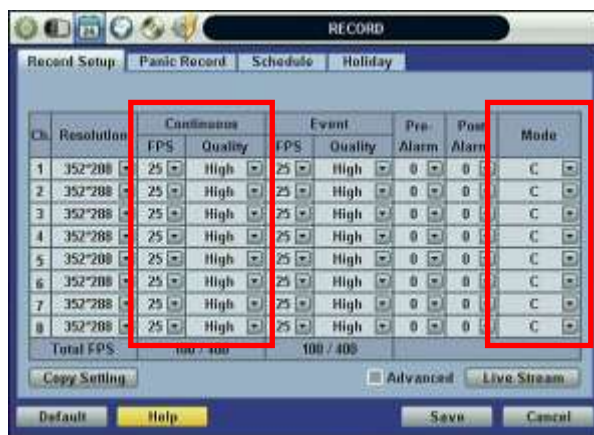 24 RECORD
Record Setup Panic Record Schedule Holiday
Ch. Resolution Continuous Event Pre- Post Mode
FPS Quality FPS Quality Alarm Alarm
1 352*288 25 High 25 High 0 0 C
2 352*288 25 High 25 High 0 0 C
3 352*288 25 High 25 High 0 0 C
4 352*288 25 High 25 High 0 0 C
5 352*288 25 High 25 High 0 0 C
6 352*288 25 High 25 High 0 0 C
7 352*288 25 High 25 High 0 0 C
8 352*288 25 High 25 High 0 0 C
Total FPS 100 / 400 100 / 400
Copy Setting Advanced Live Stream
Default Help Save Cancel